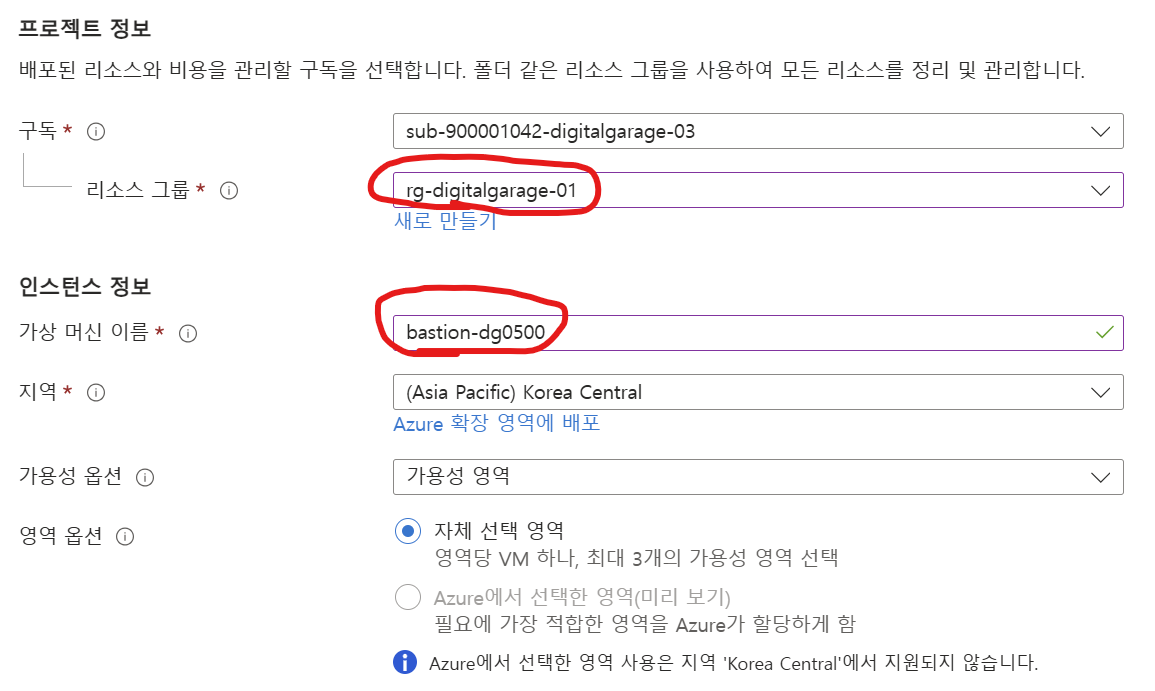 프로젝트 정보
배포된 리소스와 비용을 관리할 구독을 선택합니다. 폴더 같은 리소스 그룹을 사용하여 모든 리소스를 정리 및 관리합니다.
구독 * sub-900001042-digitalgarage-03
리소스 그룹 * rg-digitalgarage-01
새로 만들기
인스턴스 정보
가상 머신 이름 * bastion-dg0500
지역 * (Asia Pacific) Korea Central
Azure 확장 영역에 배포
가용성 옵션 가용성 영역
영역 옵션 자체 선택 영역
영역당 VM 하나, 최대 3개의 가용성 영역 선택
Azure에서 선택한 영역(미리 보기)
필요에 가장 적합한 영역을 Azure가 할당하게 함
Azure에서 선택한 영역 사용은 지역 'Korea Central'에서 지원되지 않습니다.